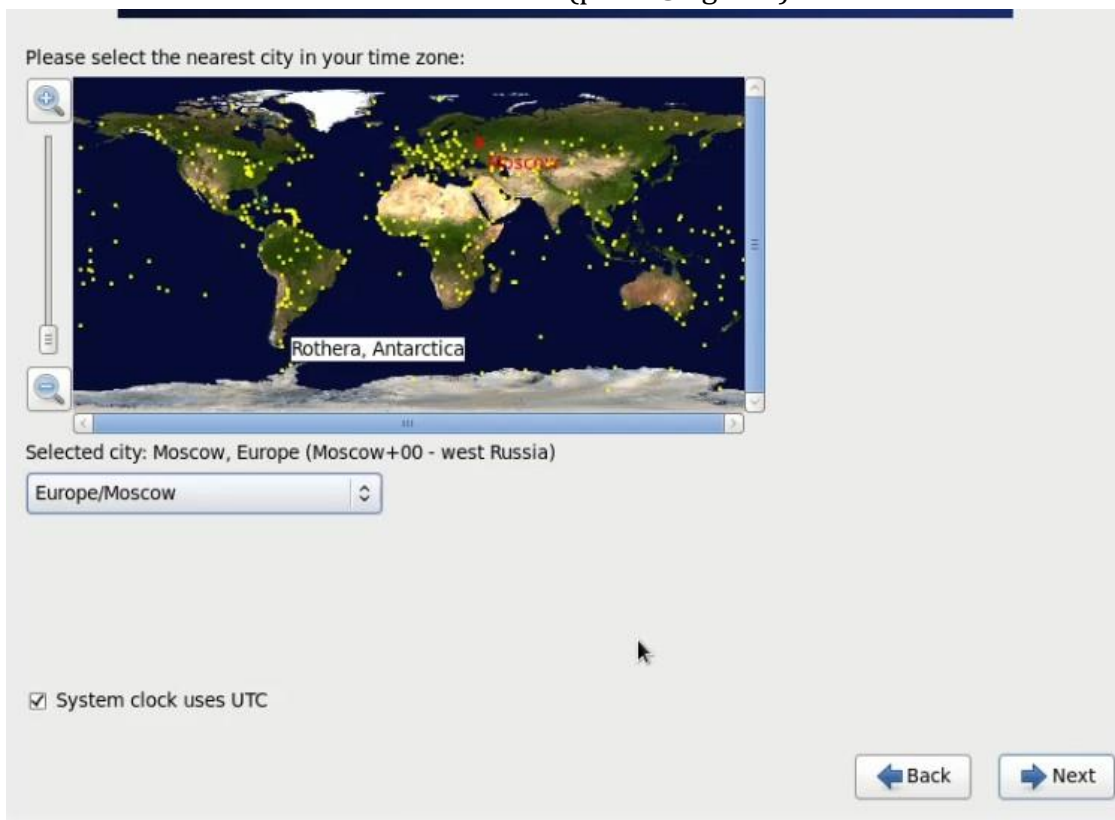 Please select the nearest city in your time zone:
Moscow
Rothera, Antarctica
Selected city: Moscow, Europe (Moscow+00 - west Russia)
Europe/Moscow
System clock uses UTC
Back
Next